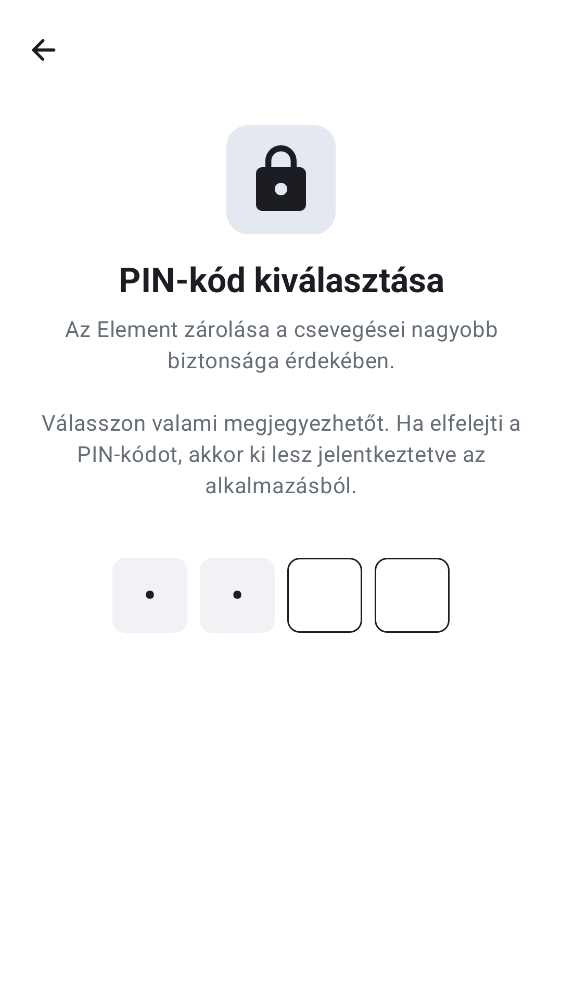 PIN-kód kiválasztása
Az Element zárolása a csevegései nagyobb
biztonsága érdekében.
Válasszon valami megjegyezhetőt. Ha elfelejti a
PIN-kódot, akkor ki lesz jelentkeztetve az
alkalmazásból.